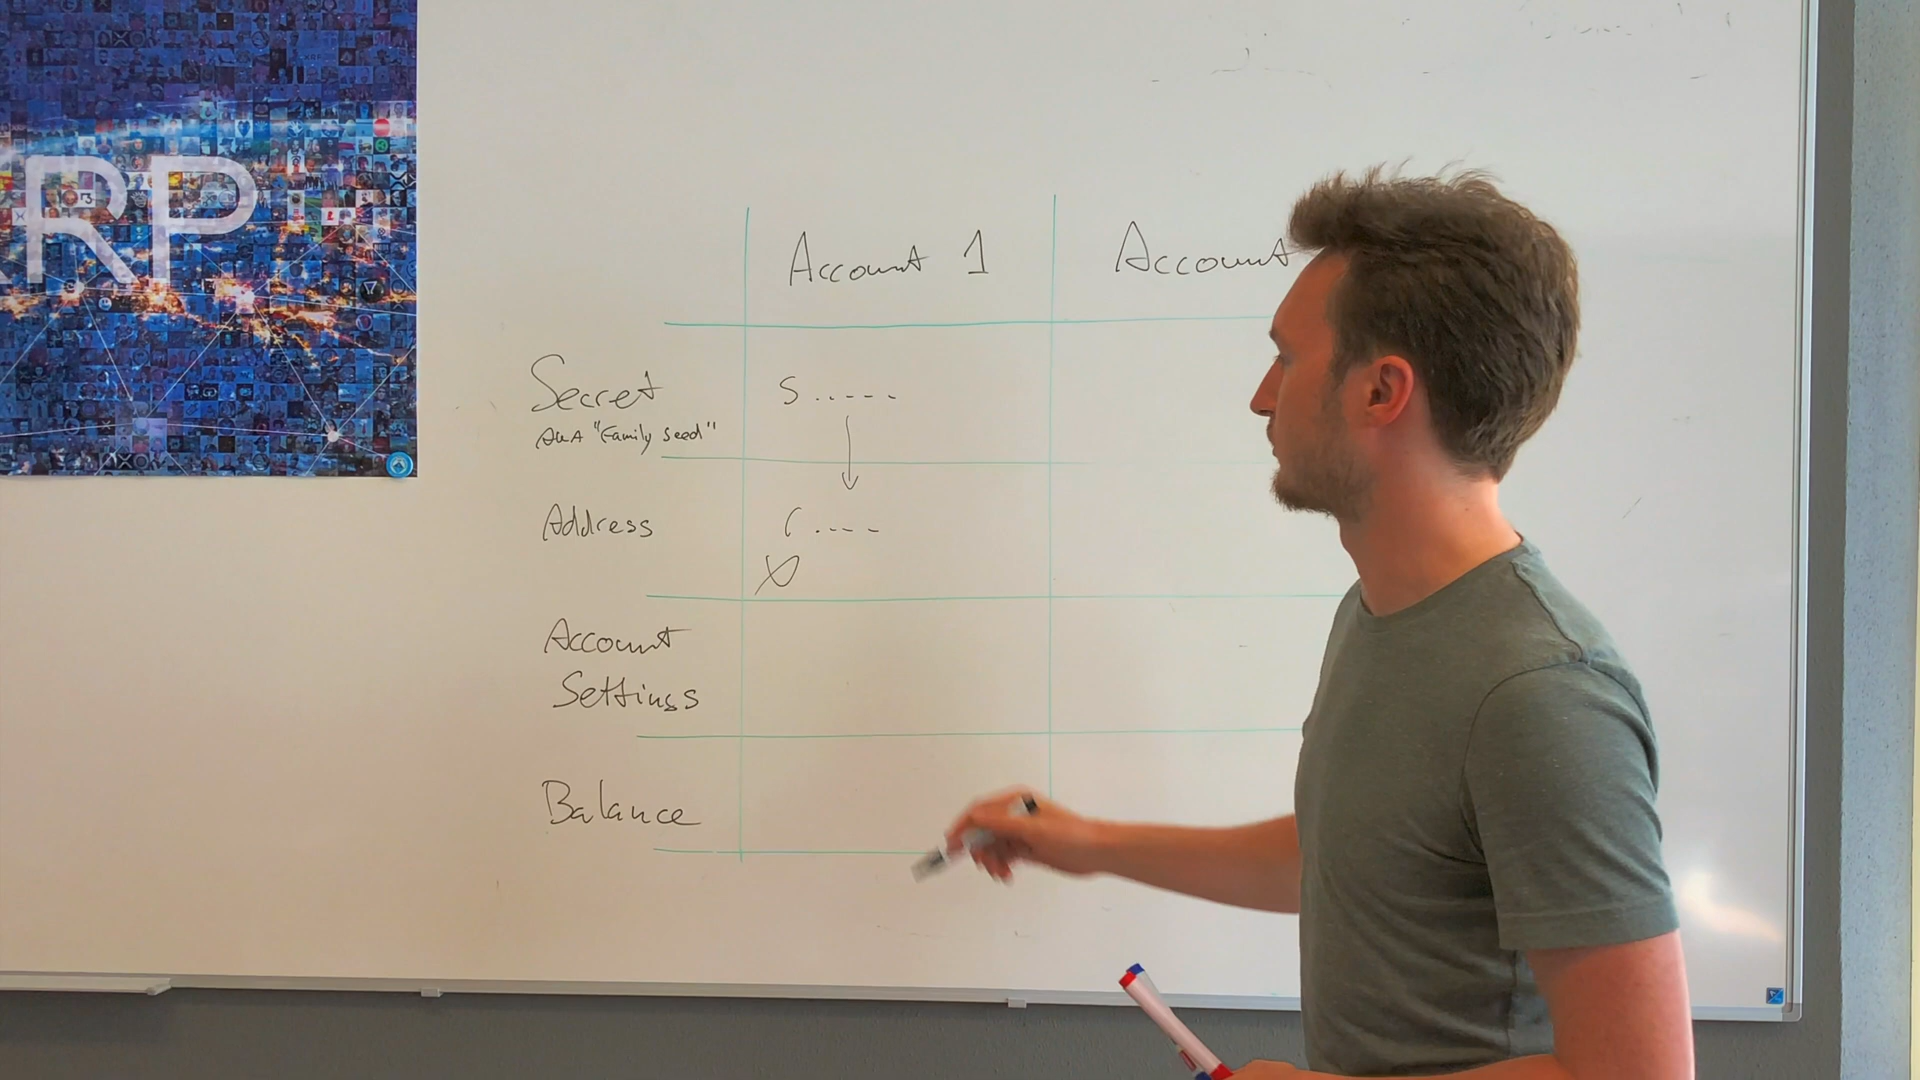 XRP
Account 1
Account
Secret
AKA "Family Seed"
S.....
Address
r....
Account
Settings
Balance